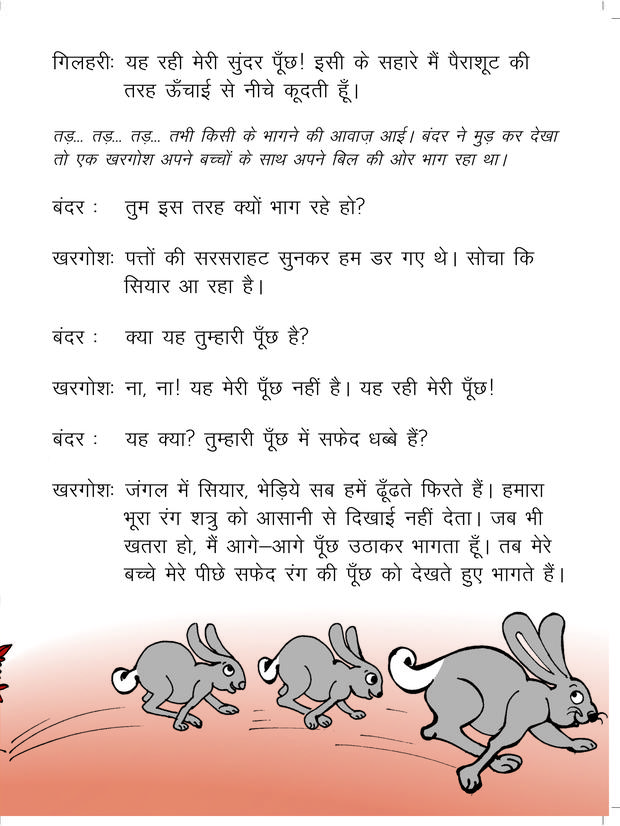 गिलहरीः यह रही मेरी सुंदर पूँछ! इसी के सहारे मैं पैराशूट की
तरह ऊँचाई से नीचे कूदती हूँ।
तड़... तड़... तड़... तभी किसी के भागने की आवाज़ आई। बंदर ने मुड़ कर देखा
तो एक खरगोश अपने बच्चों के साथ अपने बिल की ओर भाग रहा था।
बंदर : तुम इस तरह क्यों भाग रहे हो?
खरगोशः पत्तों की सरसराहट सुनकर हम डर गए थे। सोचा कि
सियार आ रहा है।
बंदर : क्या यह तुम्हारी पूँछ है?
खरगोशः ना, ना! यह मेरी पूँछ नहीं है। यह रही मेरी पूँछ!
बंदर : यह क्या? तुम्हारी पूँछ में सफेद धब्बे हैं?
खरगोशः जंगल में सियार, भेड़िये सब हमें ढूँढते फिरते हैं। हमारा
भूरा रंग शत्रु को आसानी से दिखाई नहीं देता। जब भी
खतरा हो, मैं आगे–आगे पूँछ उठाकर भागता हूँ। तब मेरे
बच्चे मेरे पीछे सफेद रंग की पूँछ को देखते हुए भागते हैं।